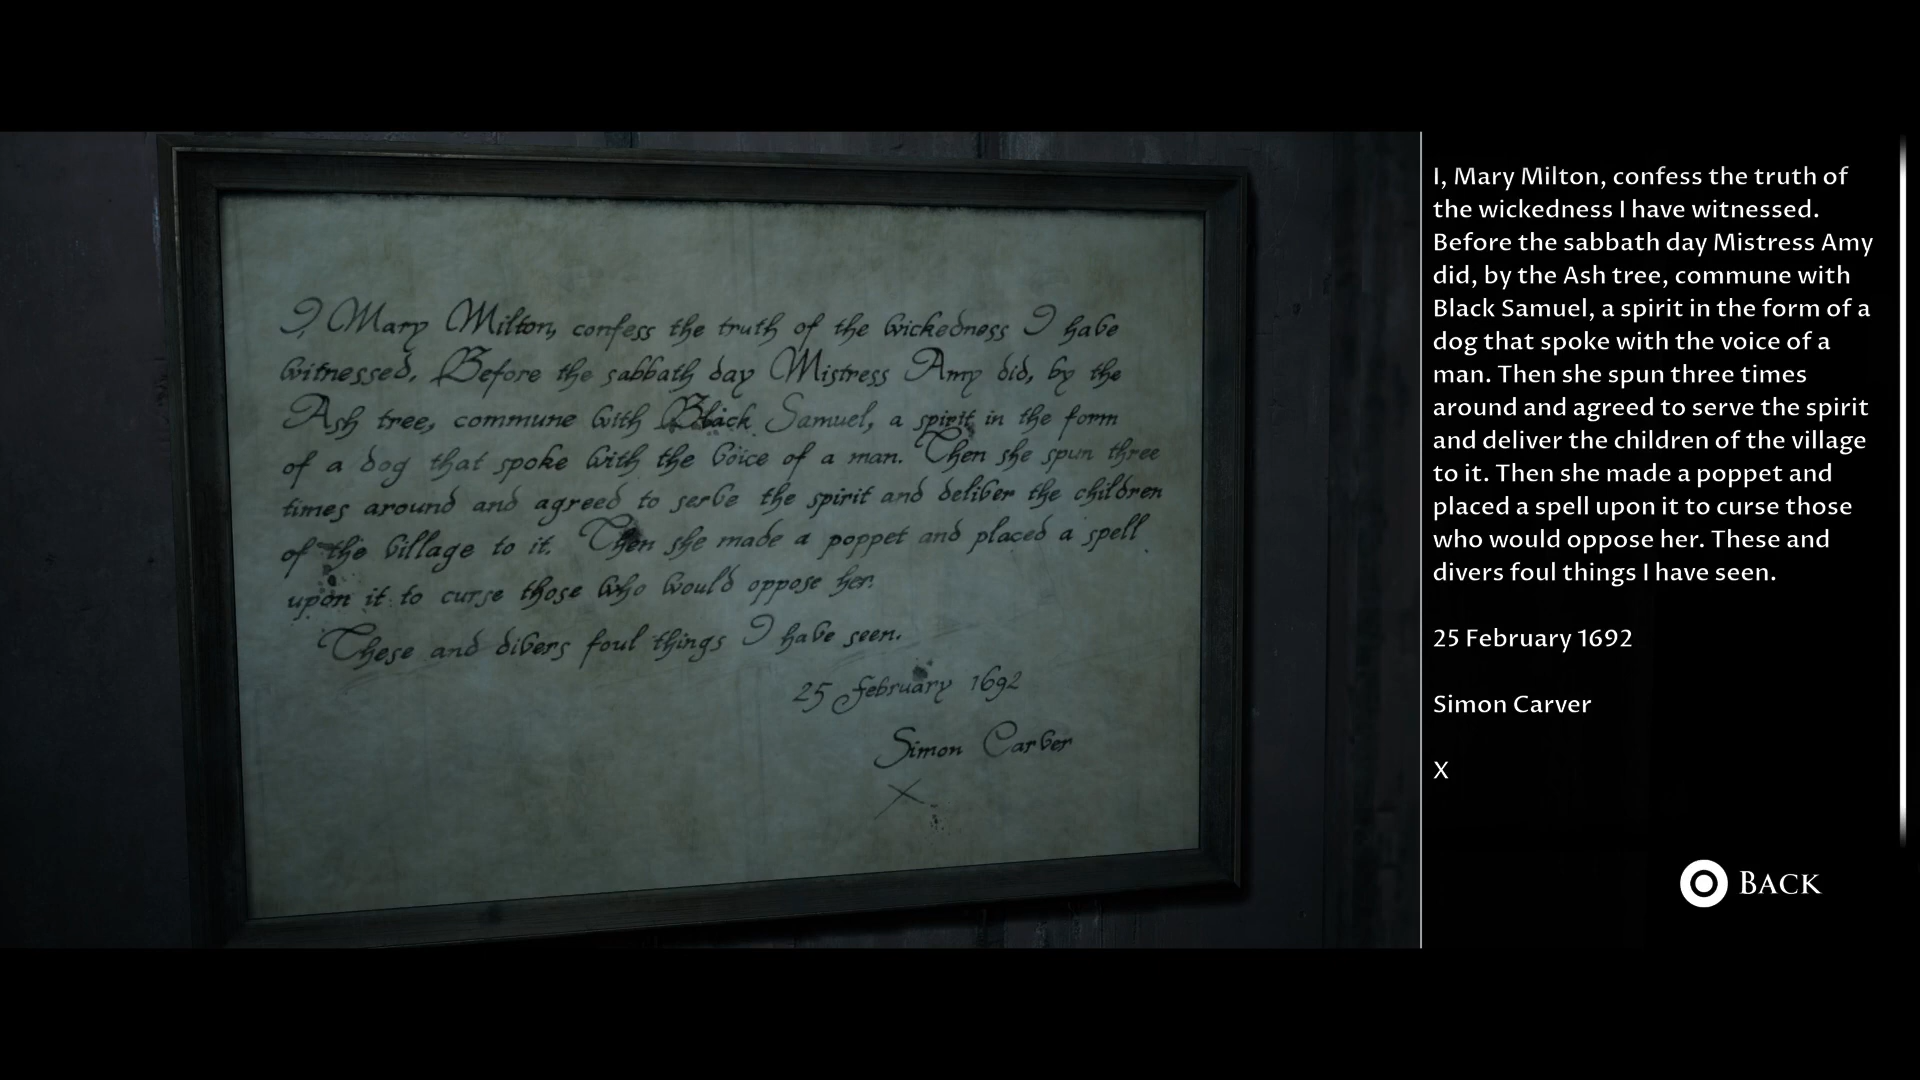 I, Mary Milton, confess the truth of the wickedness I have
witnessed. Before the sabbath day Mistress Amy did, by the
Ash tree, commune with Black Samuel, a spirit in the form
of a dog that spoke with the voice of a man. Then she spun three
times around and agreed to serve the spirit and deliver the children
of the village to it. Then she made a poppet and placed a spell
upon it to curse those who would oppose her.
These and divers foul things I have seen.
25 February 1692
Simon Carver
X
I, Mary Milton, confess the truth of
the wickedness I have witnessed.
Before the sabbath day Mistress Amy
did, by the Ash tree, commune with
Black Samuel, a spirit in the form of a
dog that spoke with the voice of a
man. Then she spun three times
around and agreed to serve the spirit
and deliver the children of the village
to it. Then she made a poppet and
placed a spell upon it to curse those
who would oppose her. These and
divers foul things I have seen.
25 February 1692
Simon Carver
X
BACK